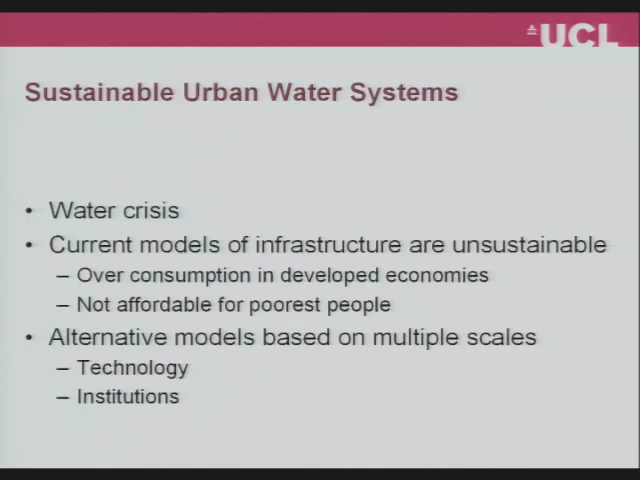 UCL
Sustainable Urban Water Systems
• Water crisis
• Current models of infrastructure are unsustainable
– Over consumption in developed economies
– Not affordable for poorest people
• Alternative models based on multiple scales
– Technology
– Institutions